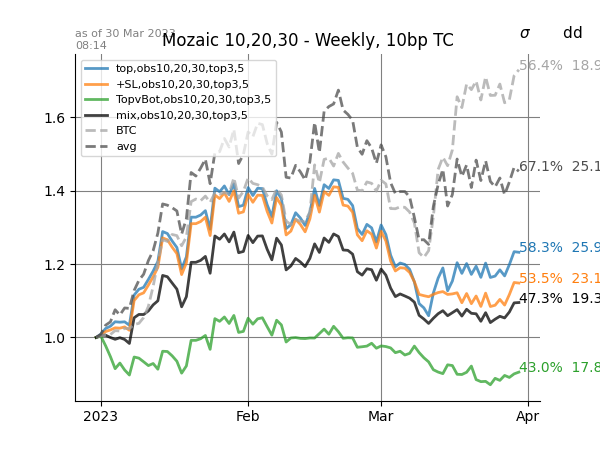 as of 30 Mar 2023
08:14
Mozaic 10,20,30 - Weekly, 10bp TC
σ dd
top,obs10,20,30,top3,5
+SL,obs10,20,30,top3,5
TopvBot,obs10,20,30,top3,5
mix,obs10,20,30,top3,5
BTC
avg
56.4% 18.9
67.1% 25.1
58.3% 25.9
53.5% 23.1
47.3% 19.3
43.0% 17.8
1.6
1.4
1.2
1.0
2023 Feb Mar Apr